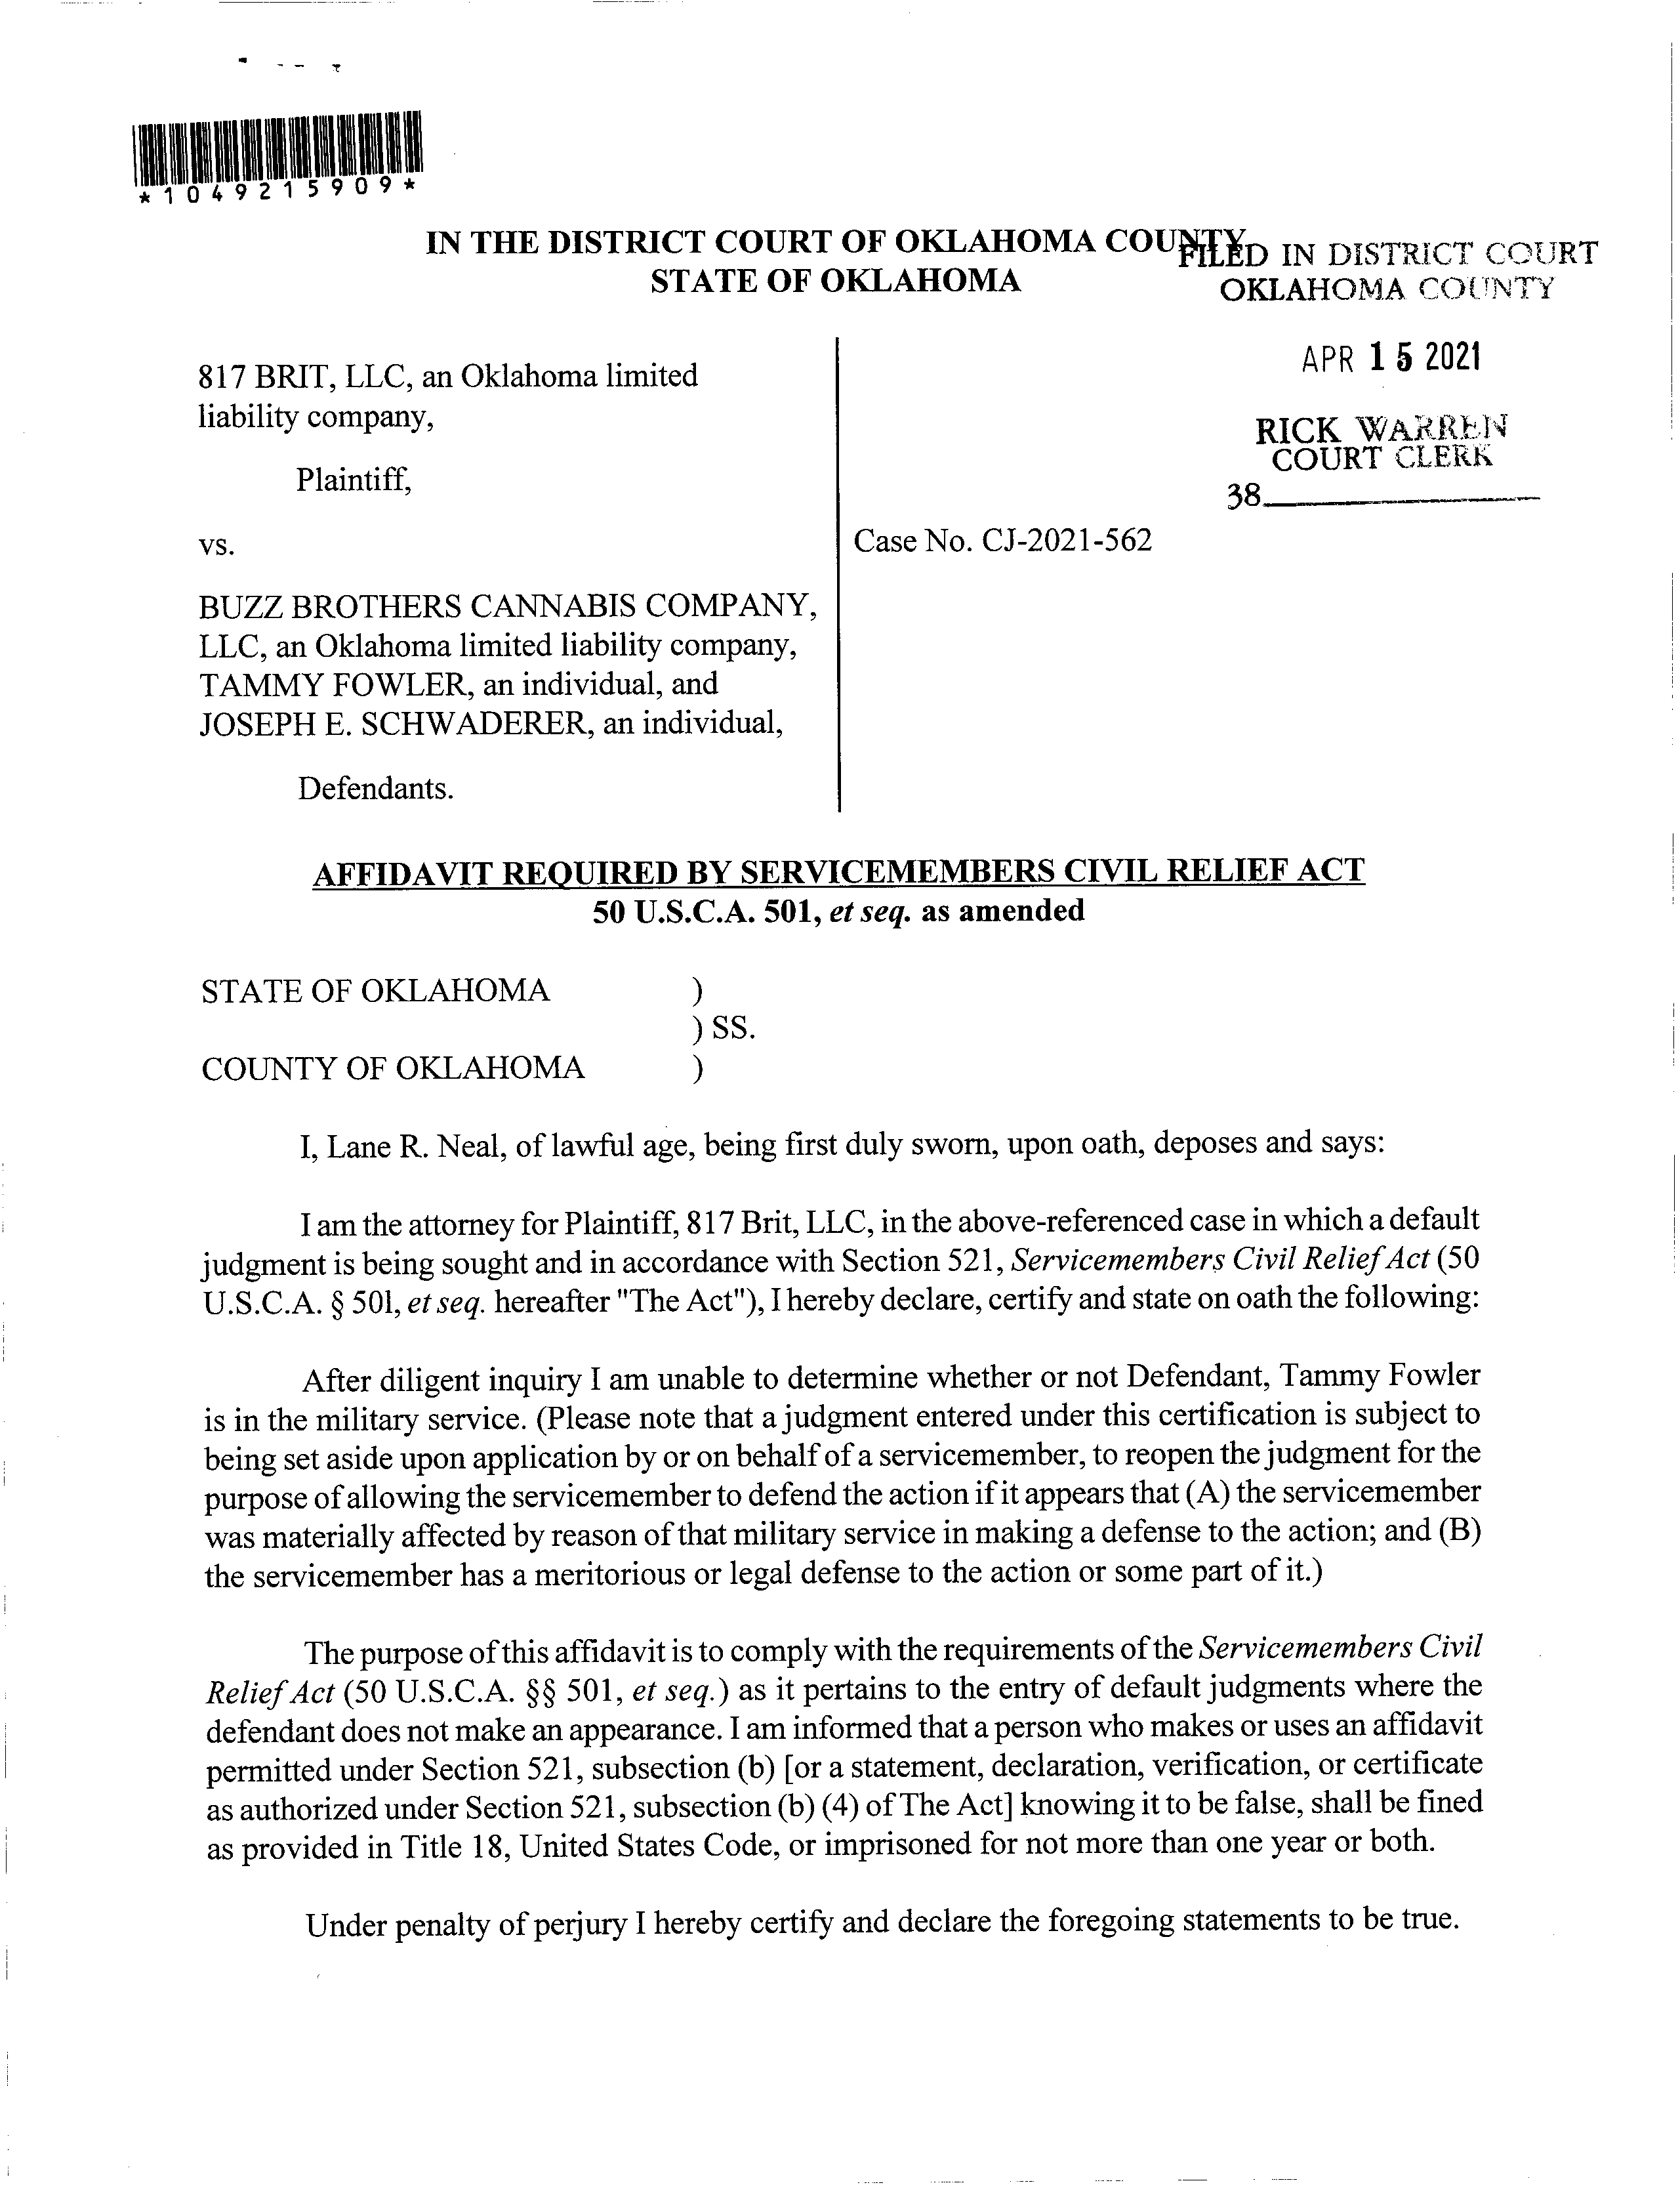 *1049215909*
IN THE DISTRICT COURT OF OKLAHOMA COUNTY
STATE OF OKLAHOMA
FILED IN DISTRICT COURT
OKLAHOMA COUNTY
APR 15 2021
RICK WARREN
COURT CLERK
38
817 BRIT, LLC, an Oklahoma limited
liability company,
Plaintiff,
vs.
Case No. CJ-2021-562
BUZZ BROTHERS CANNABIS COMPANY,
LLC, an Oklahoma limited liability company,
TAMMY FOWLER, an individual, and
JOSEPH E. SCHWADERER, an individual,
Defendants.
AFFIDAVIT REQUIRED BY SERVICEMEMBERS CIVIL RELIEF ACT
50 U.S.C.A. 501, et seq. as amended
STATE OF OKLAHOMA )
) SS.
COUNTY OF OKLAHOMA )
I, Lane R. Neal, of lawful age, being first duly sworn, upon oath, deposes and says:
I am the attorney for Plaintiff, 817 Brit, LLC, in the above-referenced case in which a default
judgment is being sought and in accordance with Section 521, Servicemembers Civil Relief Act (50
U.S.C.A. § 501, et seq. hereafter "The Act"), I hereby declare, certify and state on oath the following:
After diligent inquiry I am unable to determine whether or not Defendant, Tammy Fowler
is in the military service. (Please note that a judgment entered under this certification is subject to
being set aside upon application by or on behalf of a servicemember, to reopen the judgment for the
purpose of allowing the servicemember to defend the action if it appears that (A) the servicemember
was materially affected by reason of that military service in making a defense to the action; and (B)
the servicemember has a meritorious or legal defense to the action or some part of it.)
The purpose of this affidavit is to comply with the requirements of the Servicemembers Civil
Relief Act (50 U.S.C.A. §§ 501, et seq.) as it pertains to the entry of default judgments where the
defendant does not make an appearance. I am informed that a person who makes or uses an affidavit
permitted under Section 521, subsection (b) [or a statement, declaration, verification, or certificate
as authorized under Section 521, subsection (b) (4) of The Act] knowing it to be false, shall be fined
as provided in Title 18, United States Code, or imprisoned for not more than one year or both.
Under penalty of perjury I hereby certify and declare the foregoing statements to be true.